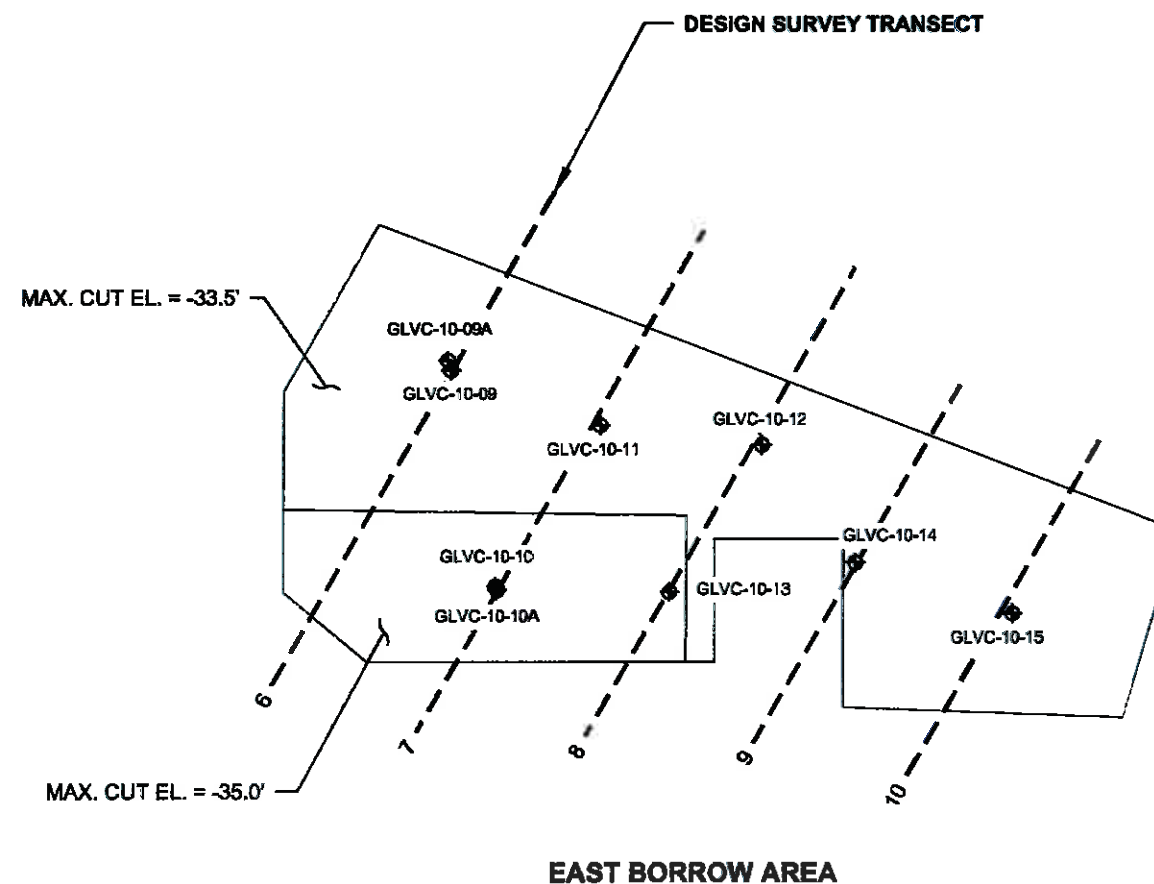 DESIGN SURVEY TRANSECT
MAX. CUT EL. = -33.5'
GLVC-10-09A
GLVC-10-09
GLVC-10-11
GLVC-10-12
GLVC-10-10
GLVC-10-10A
GLVC-10-13
GLVC-10-14
GLVC-10-15
6
7
8
9
10
MAX. CUT EL. = -35.0'
EAST BORROW AREA